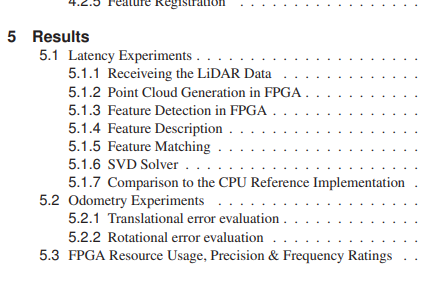 4.2.5 Feature Registration . . . . . . . . . . . . . . . .
5 Results
5.1 Latency Experiments . . . . . . . . . . . . . . . . . .
5.1.1 Receiveing the LiDAR Data . . . . . . . . . . .
5.1.2 Point Cloud Generation in FPGA . . . . . . . . .
5.1.3 Feature Detection in FPGA . . . . . . . . . . . .
5.1.4 Feature Description . . . . . . . . . . . . . . .
5.1.5 Feature Matching . . . . . . . . . . . . . . . .
5.1.6 SVD Solver . . . . . . . . . . . . . . . . . . .
5.1.7 Comparison to the CPU Reference Implementation .
5.2 Odometry Experiments . . . . . . . . . . . . . . . . .
5.2.1 Translational error evaluation . . . . . . . . . . .
5.2.2 Rotational error evaluation . . . . . . . . . . . .
5.3 FPGA Resource Usage, Precision & Frequency Ratings . .